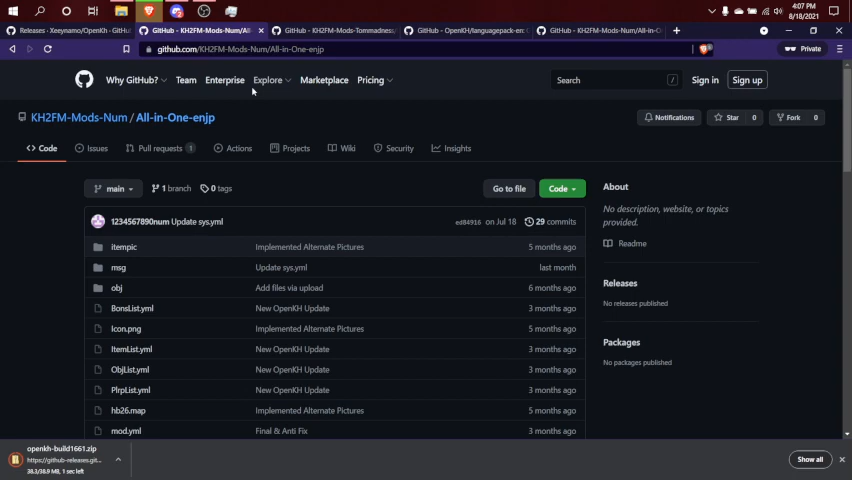 4:07 PM
8/18/2021
Releases · Xeeynamo/OpenKh · GitHub
GitHub - KH2FM-Mods-Num/All-
GitHub - KH2FM-Mods-Tommadness/
GitHub - OpenKH/languagepack-en:
GitHub - KH2FM-Mods-Num/All-in-O
github.com/KH2FM-Mods-Num/All-in-One-enjp
Private
Why GitHub?
Team
Enterprise
Explore
Marketplace
Pricing
Search
/
Sign in
Sign up
KH2FM-Mods-Num / All-in-One-enjp
Notifications
Star 0
Fork 0
<> Code
Issues
Pull requests 1
Actions
Projects
Wiki
Security
Insights
main
1 branch
0 tags
Go to file
Code
About
No description, website, or topics
provided.
Readme
Releases
No releases published
Packages
No packages published
1234567890num Update sys.yml
ed84916 on Jul 18
29 commits
itempic Implemented Alternate Pictures 5 months ago
msg Update sys.yml last month
obj Add files via upload 6 months ago
BonsList.yml New OpenKH Update 3 months ago
Icon.png Implemented Alternate Pictures 5 months ago
ItemList.yml New OpenKH Update 3 months ago
ObjList.yml New OpenKH Update 3 months ago
PlrpList.yml New OpenKH Update 3 months ago
hb26.map Implemented Alternate Pictures 5 months ago
mod.yml Final & Anti Fix 3 months ago
openkh-build1661.zip
https://github-releases.git...
38.3/38.9 MB, 1 sec left
Show all